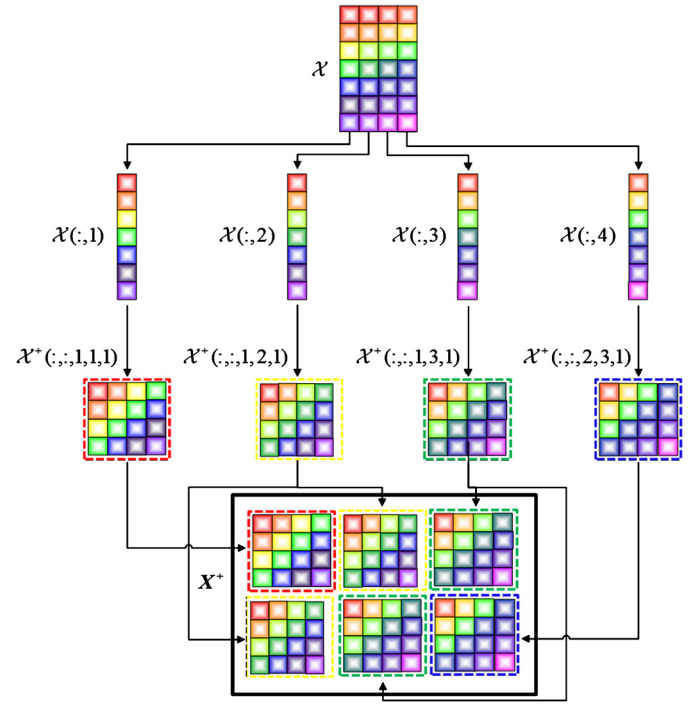 𝒳
𝒳(:,1) 𝒳(:,2) 𝒳(:,3) 𝒳(:,4)
𝒳⁺(:,:,1,1,1) 𝒳⁺(:,:,1,2,1) 𝒳⁺(:,:,1,3,1) 𝒳⁺(:,:,2,3,1)
X⁺